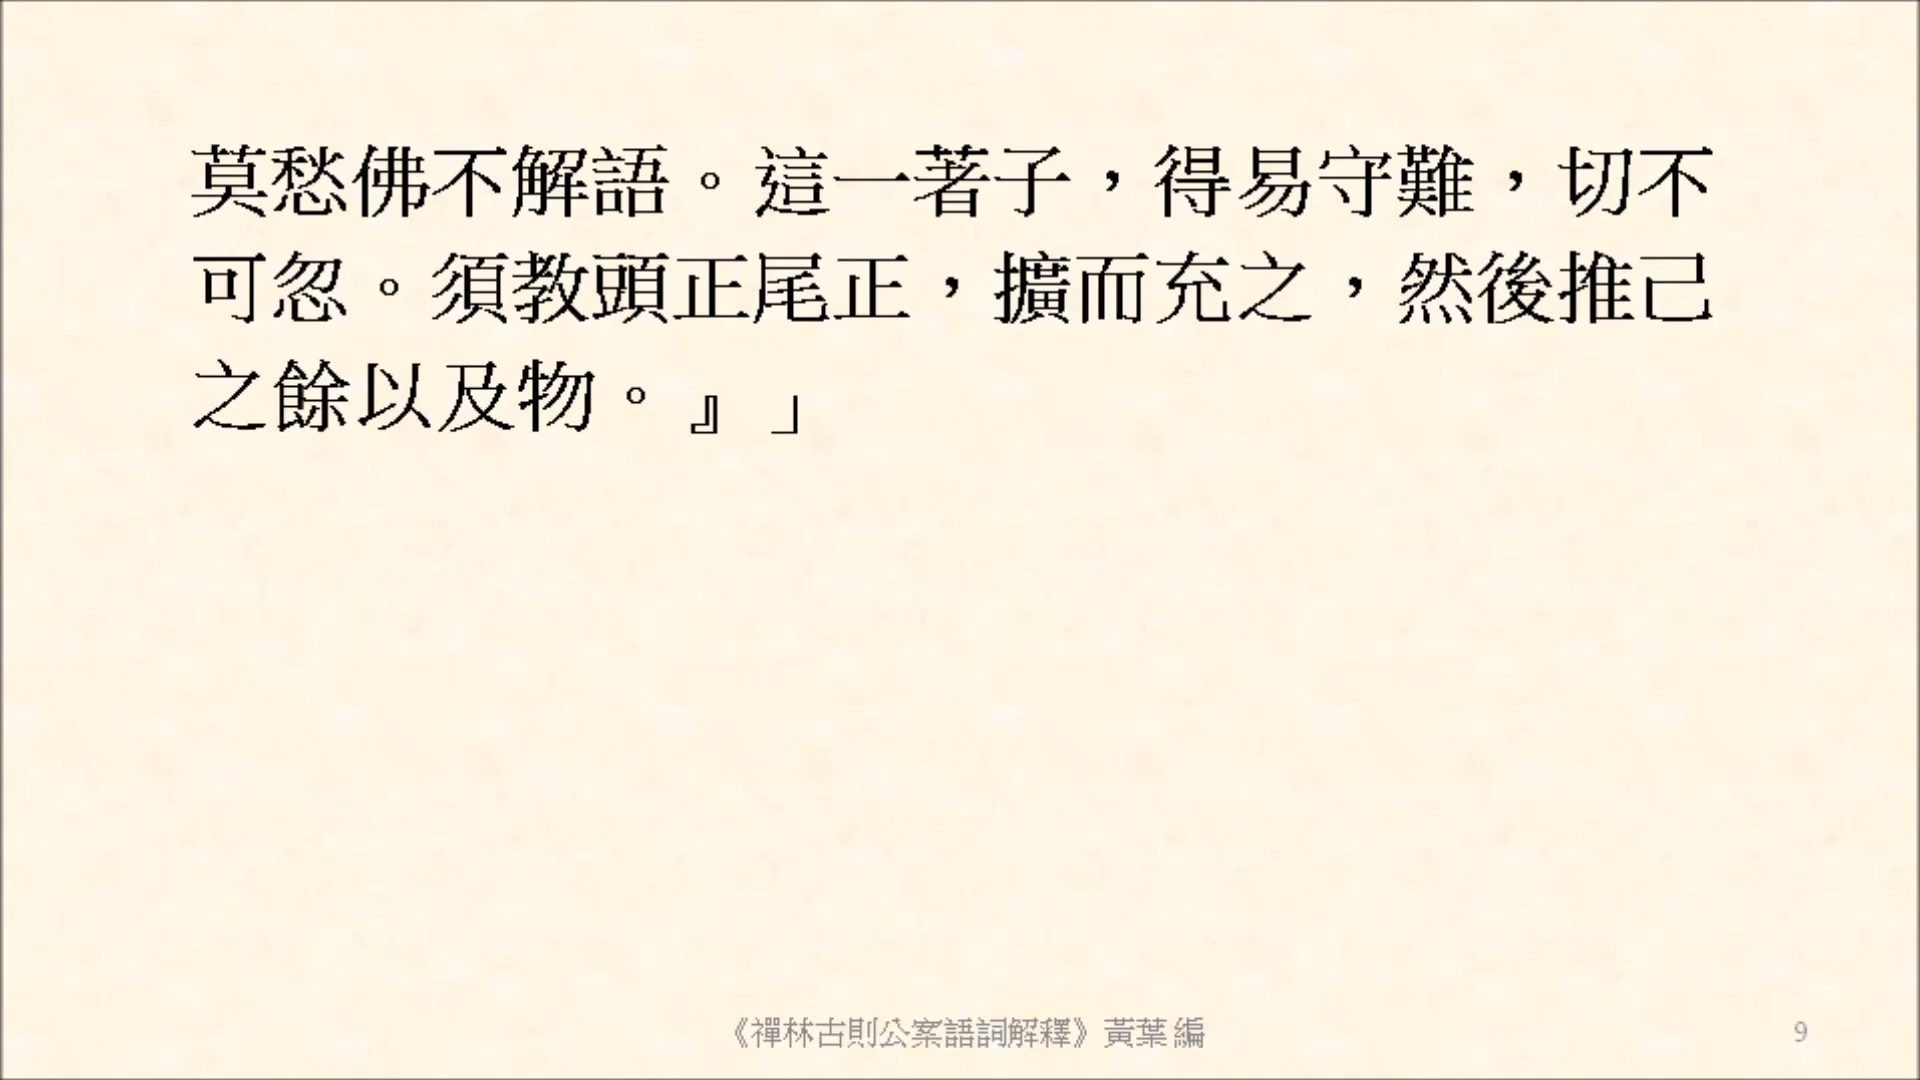 莫愁佛不解語。這一著子，得易守難，切不
可忽。須教頭正尾正，擴而充之，然後推己
之餘以及物。』」
《禪林古則公案語詞解釋》黃葉 編
9